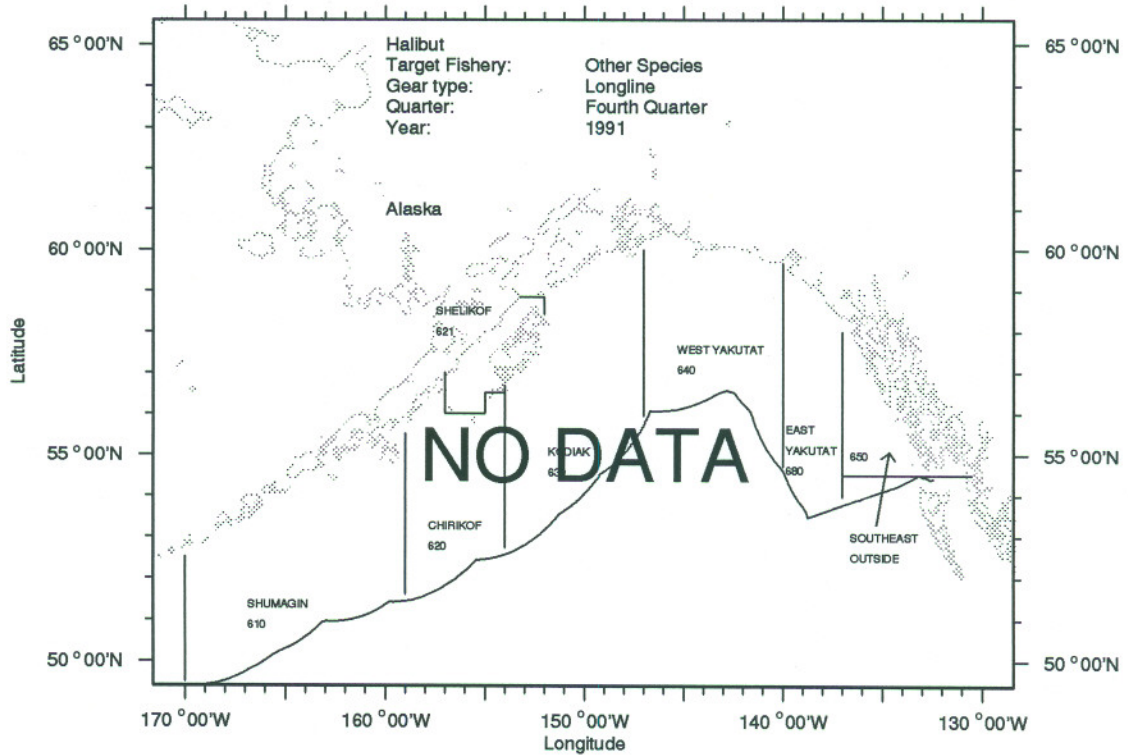 65 °00'N
65 °00'N
Halibut
Target Fishery: Other Species
Gear type: Longline
Quarter: Fourth Quarter
Year: 1991
Alaska
60 °00'N
60 °00'N
SHELIKOF
621
WEST YAKUTAT
640
Latitude
NO DATA
KODIAK
EAST
YAKUTAT
680
650
55 °00'N
55 °00'N
CHIRIKOF
620
SOUTHEAST
OUTSIDE
SHUMAGIN
610
50 °00'N
50 °00'N
170 °00'W
160 °00'W
150 °00'W
140 °00'W
130 °00'W
Longitude